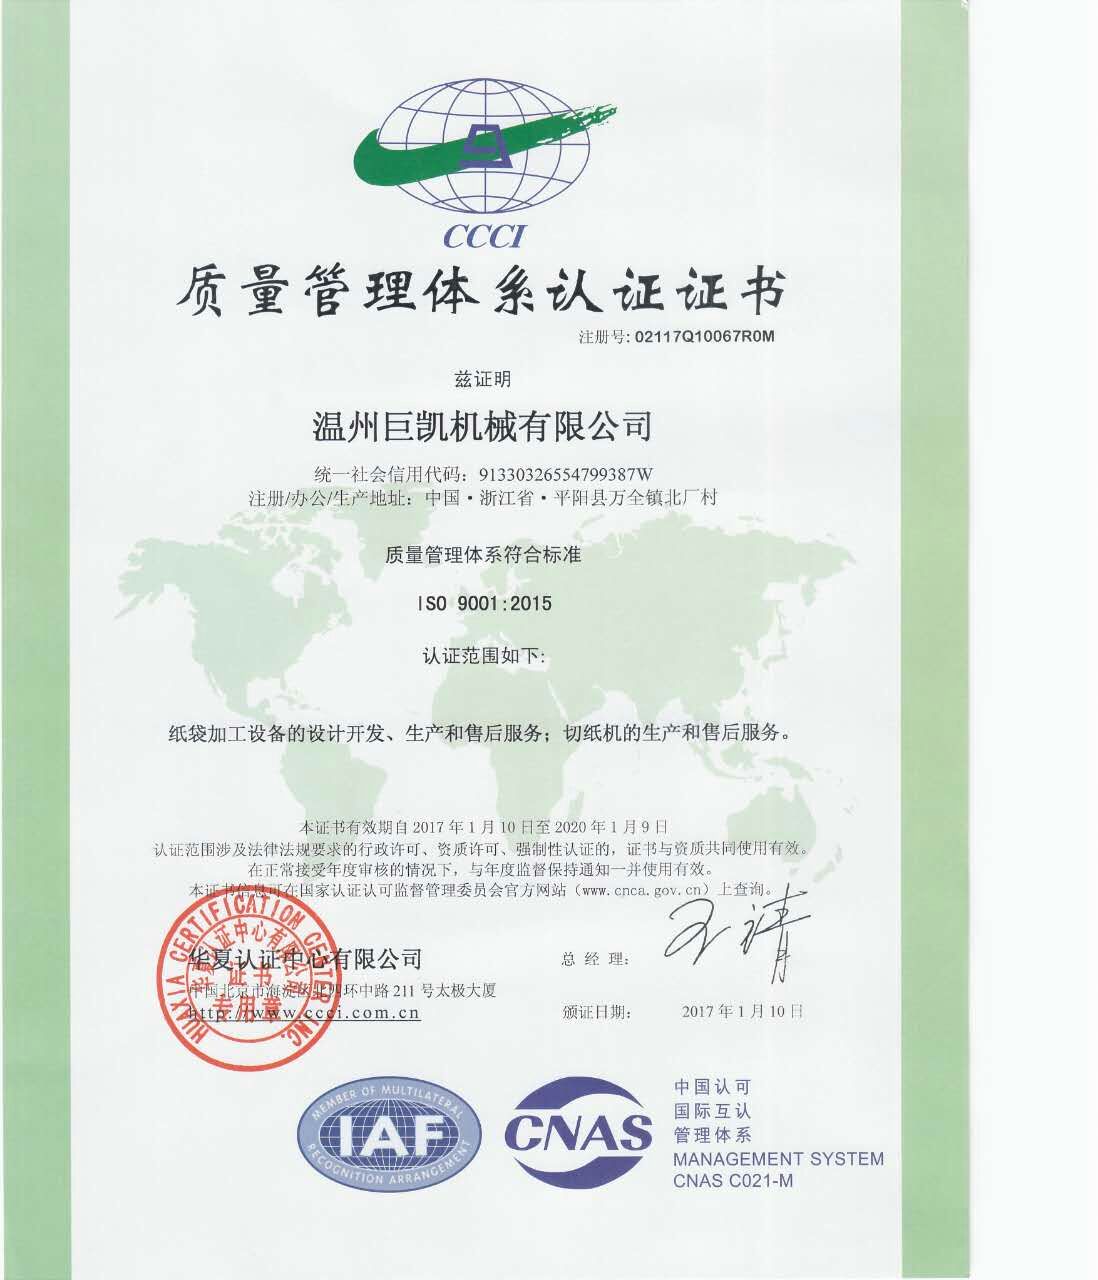 CCCI
质量管理体系认证证书
注册号: 02117Q10067R0M
兹证明
温州巨凯机械有限公司
统一社会信用代码：91330326554799387W
注册/办公/生产地址：中国·浙江省·平阳县万全镇北厂村
质量管理体系符合标准
ISO 9001:2015
认证范围如下:
纸袋加工设备的设计开发、生产和售后服务；切纸机的生产和售后服务。
本证书有效期自 2017 年 1 月 10 日至 2020 年 1 月 9 日
认证范围涉及法律法规要求的行政许可、资质许可、强制性认证的，证书与资质共同使用有效。
在正常接受年度审核的情况下，与年度监督保持通知一并使用有效。
本证书信息可在国家认证认可监督管理委员会官方网站（www.cnca.gov.cn）上查询。
华夏认证中心有限公司
中国北京市海淀区北四环中路 211 号太极大厦
http://www.ccci.com.cn
总 经 理:
颁证日期: 2017 年 1 月 10 日
HUAXIA CERTIFICATION CENTER INC.
华夏认证中心有限公司
证书
专用章
MEMBER OF MULTILATERAL
IAF
RECOGNITION ARRANGEMENT
CNAS
中国认可
国际互认
管理体系
MANAGEMENT SYSTEM
CNAS C021-M